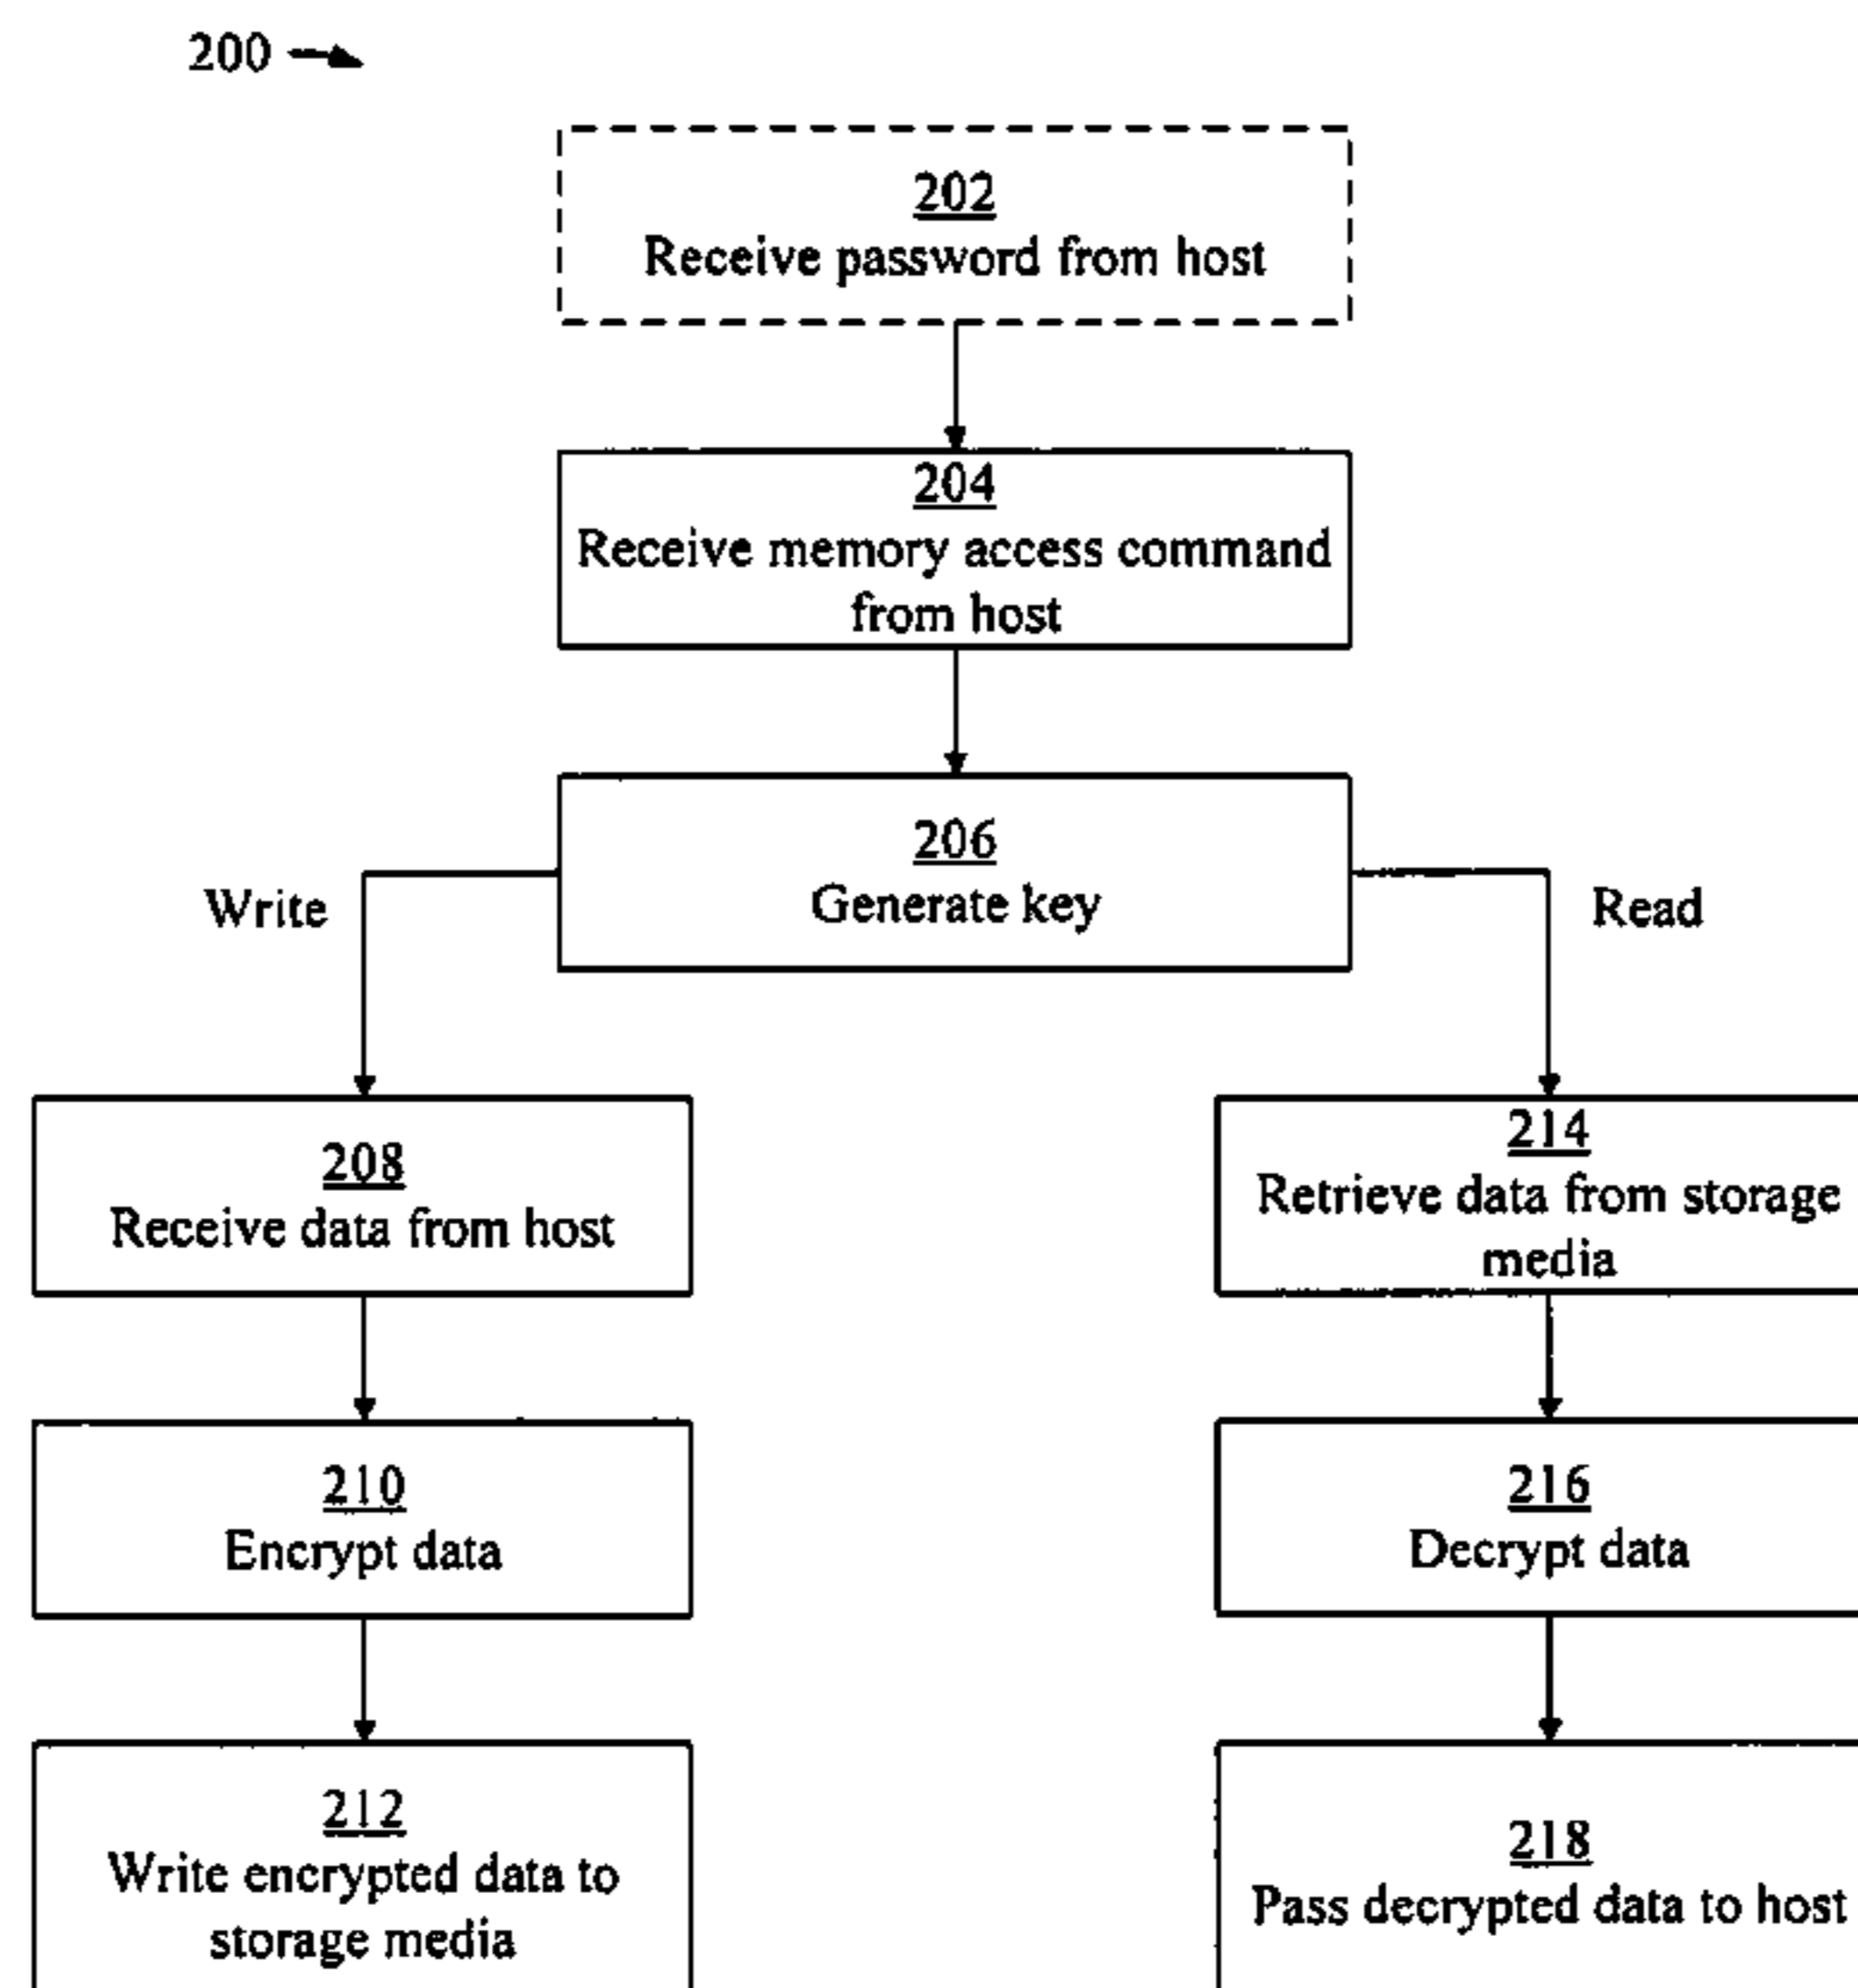 200
202
Receive password from host
204
Receive memory access command
from host
206
Generate key
Write
Read
208
Receive data from host
210
Encrypt data
212
Write encrypted data to
storage media
214
Retrieve data from storage
media
216
Decrypt data
218
Pass decrypted data to host